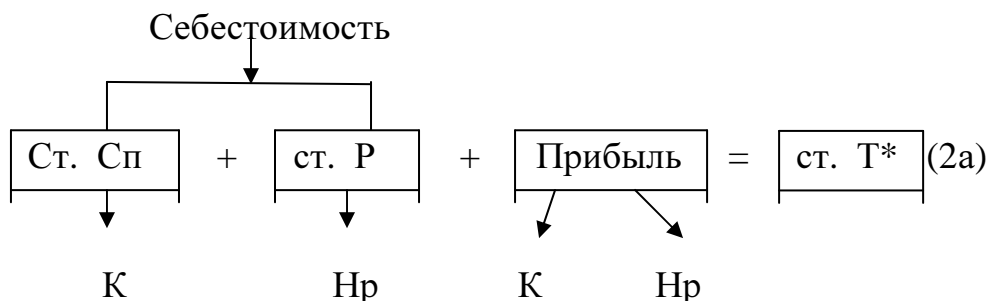 Себестоимость
Ст. Сп + ст. Р + Прибыль = ст. Т* (2а)
К Нр К Нр